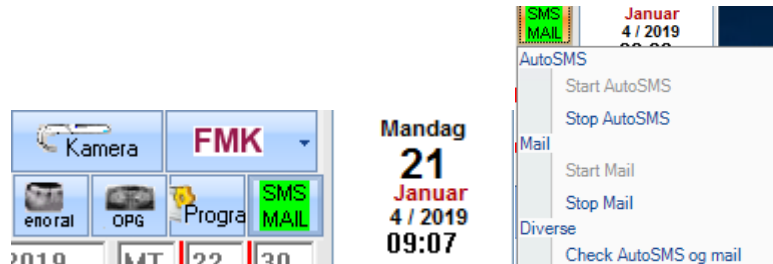 Kamera
FMK
enoral
OPG
Progra
SMS
MAIL
2019
MT
22
30
Mandag
21
Januar
4 / 2019
09:07
SMS
MAIL
Januar
4 / 2019
AutoSMS
Start AutoSMS
Stop AutoSMS
Mail
Start Mail
Stop Mail
Diverse
Check AutoSMS og mail